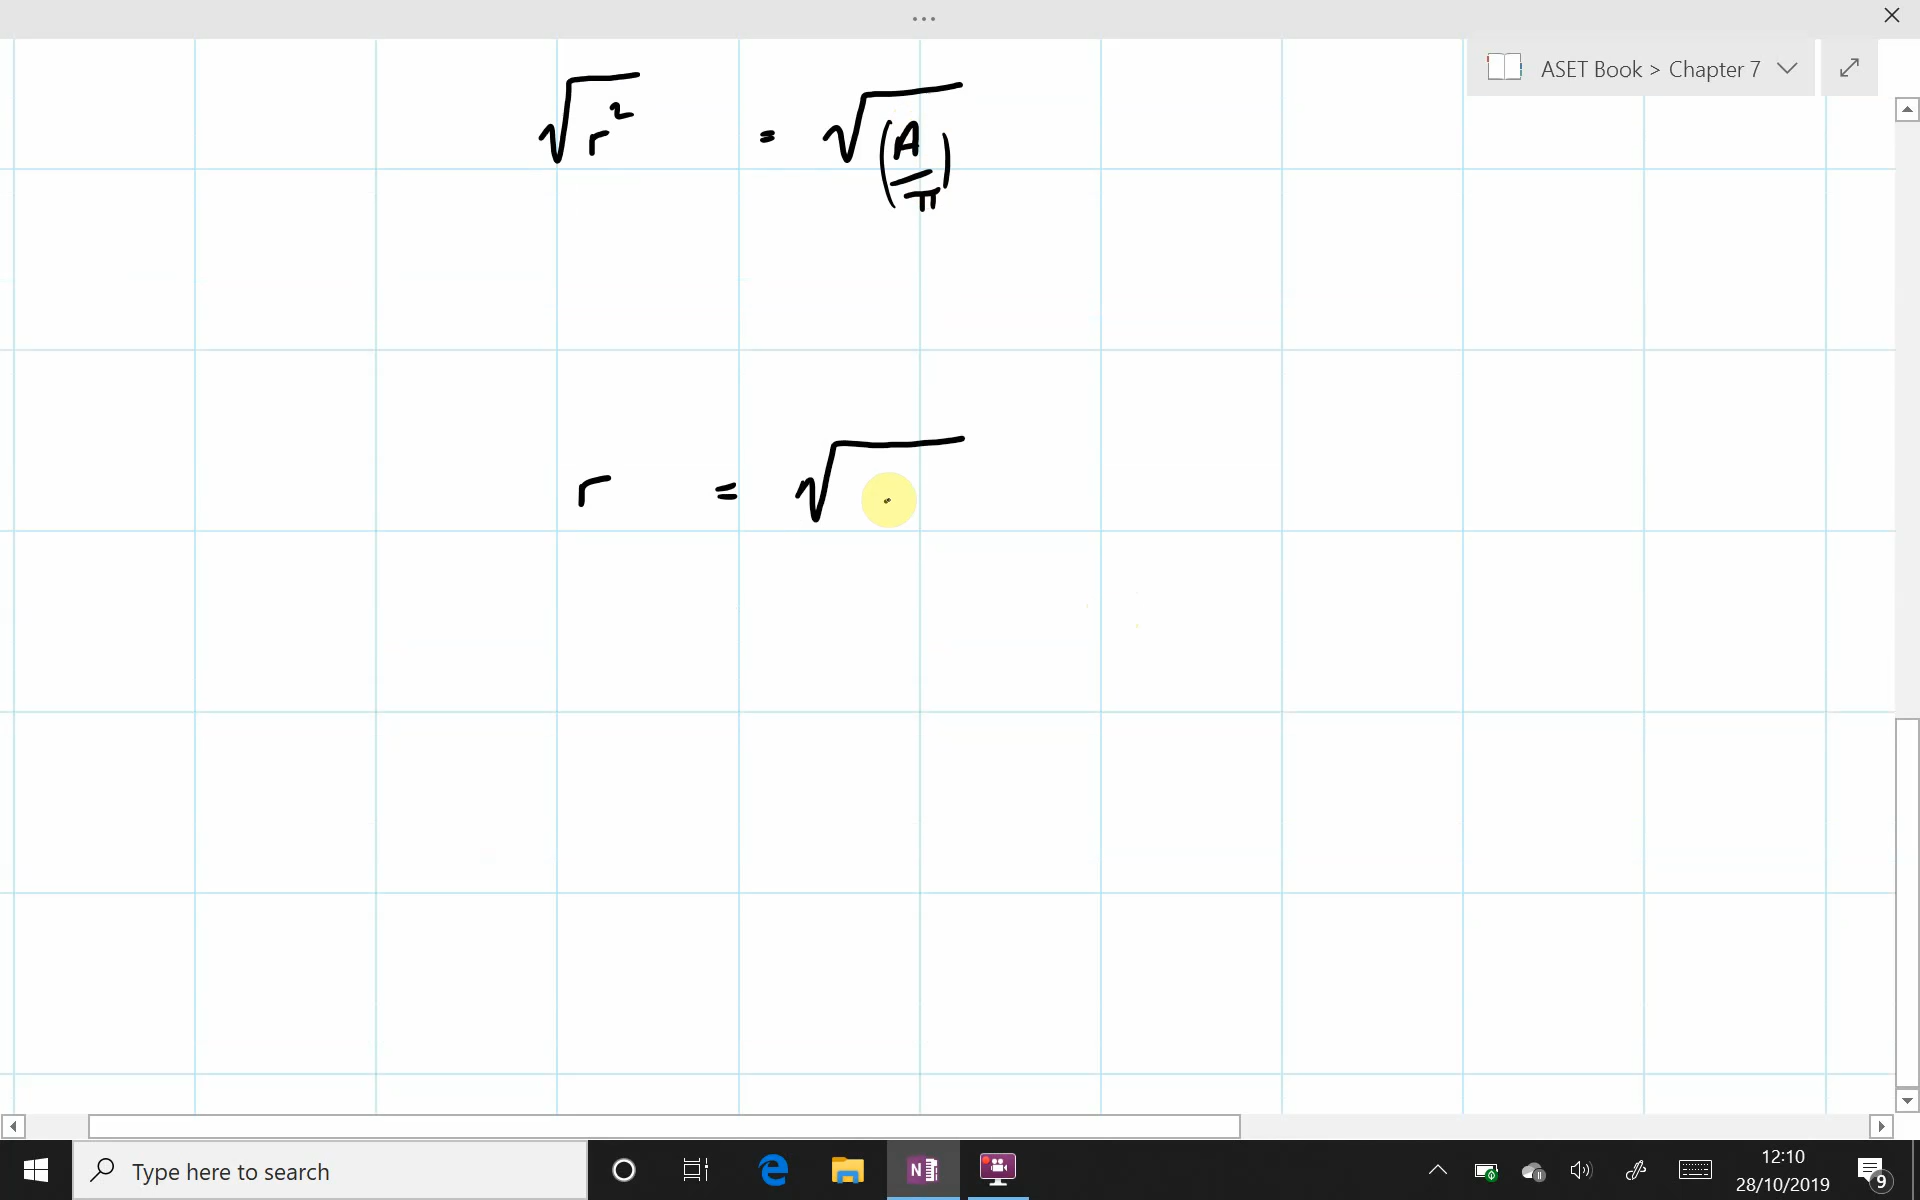 ASET Book > Chapter 7
√r² = √(A/π)
r = √
Type here to search
N
12:10
28/10/2019
9